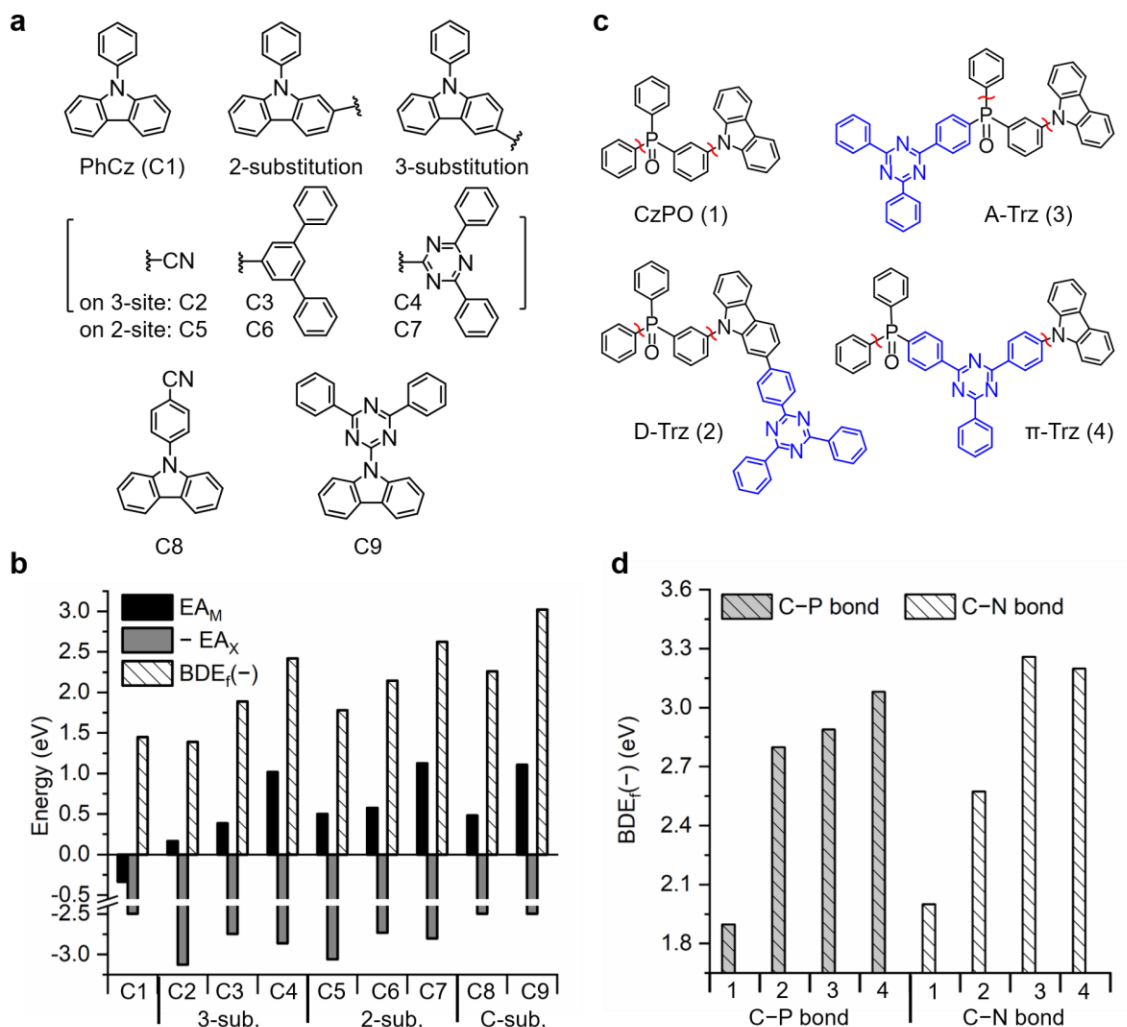 a
N
N
N
PhCz (C1) 2-substitution 3-substitution
CN
N N
N
on 3-site: C2 C3 C4
on 2-site: C5 C6 C7
CN
N
C8
N N
N
N
C9
c
P
O
N
CzPO (1)
N N
N
P
O
N
A-Trz (3)
P
O
N
D-Trz (2)
N
N N
P
O
N
N N
N
π-Trz (4)
b
EA_M
− EA_X
BDE_f(−)
Energy (eV)
3.0
2.5
2.0
1.5
1.0
0.5
0.0
-0.5
-2.5
-3.0
C1 C2 C3 C4 C5 C6 C7 C8 C9
3-sub. 2-sub. C-sub.
d
C−P bond C−N bond
BDE_f(−) (eV)
3.6
3.3
3.0
2.7
2.4
2.1
1.8
1 2 3 4 1 2 3 4
C−P bond C−N bond